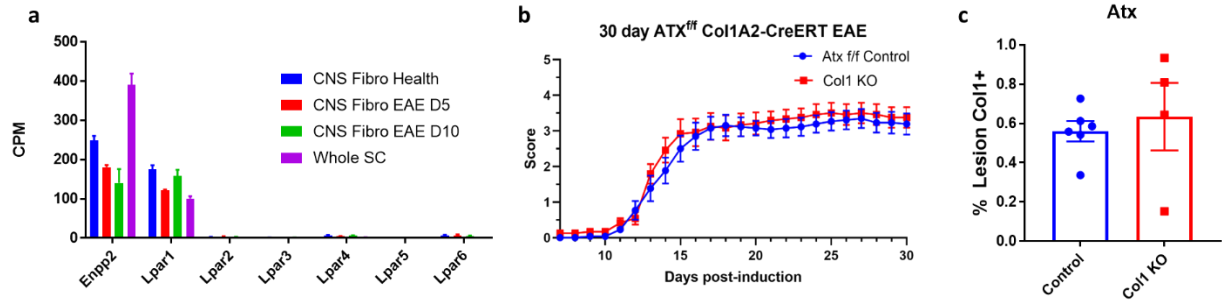 a
500
400
300
200
100
0
CPM
CNS Fibro Health
CNS Fibro EAE D5
CNS Fibro EAE D10
Whole SC
Enpp2
Lpar1
Lpar2
Lpar3
Lpar4
Lpar5
Lpar6
b
30 day ATX^f/f Col1A2-CreERT EAE
Atx f/f Control
Col1 KO
5
4
3
2
1
0
Score
10
15
20
25
30
Days post-induction
c
Atx
1.0
0.8
0.6
0.4
0.2
0.0
% Lesion Col1+
Control
Col1 KO